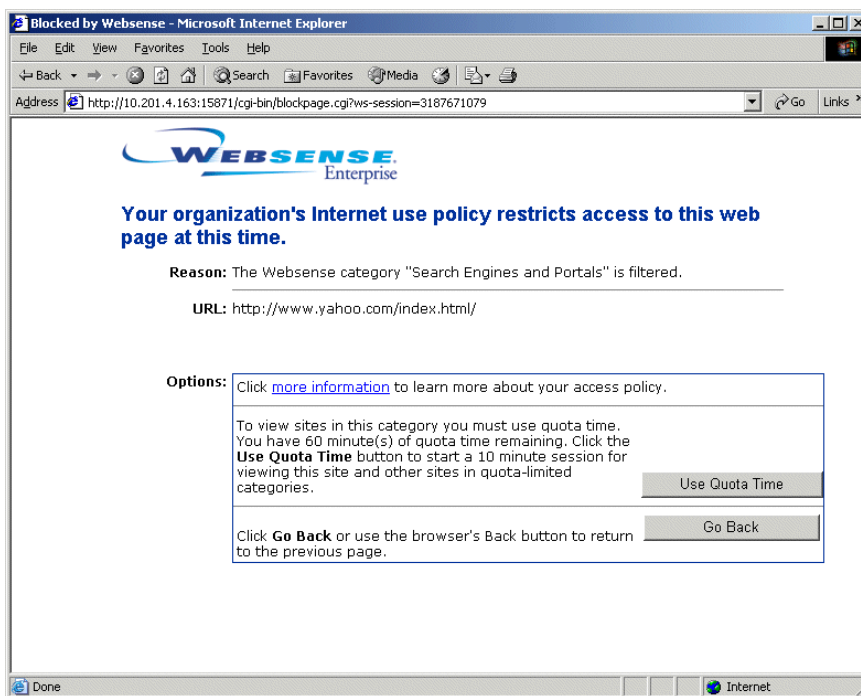 Blocked by Websense - Microsoft Internet Explorer
File Edit View Favorites Tools Help
Back Search Favorites Media
Address http://10.201.4.163:15871/cgi-bin/blockpage.cgi?ws-session=3187671079 Go Links »
WEBSENSE.
Enterprise
Your organization's Internet use policy restricts access to this web
page at this time.
Reason: The Websense category "Search Engines and Portals" is filtered.
URL: http://www.yahoo.com/index.html/
Options: Click more information to learn more about your access policy.
To view sites in this category you must use quota time.
You have 60 minute(s) of quota time remaining. Click the
Use Quota Time button to start a 10 minute session for
viewing this site and other sites in quota-limited
categories.
Use Quota Time
Go Back
Click Go Back or use the browser's Back button to return
to the previous page.
Done Internet